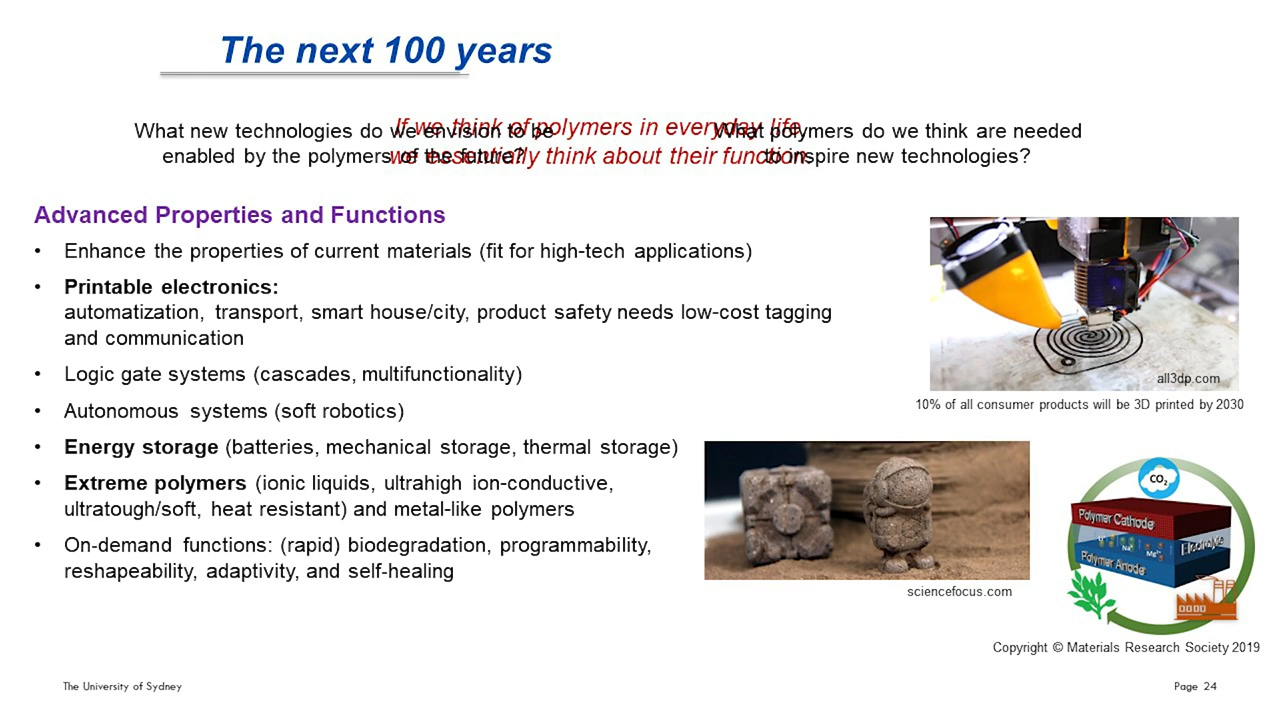 The next 100 years
What new technologies do we envision to be
enabled by the polymers of the future?
If we think of polymers in everyday life,
we essentially think about their function.
What polymers do we think are needed
to inspire new technologies?
Advanced Properties and Functions
• Enhance the properties of current materials (fit for high-tech applications)
• Printable electronics:
automatization, transport, smart house/city, product safety needs low-cost tagging
and communication
• Logic gate systems (cascades, multifunctionality)
• Autonomous systems (soft robotics)
• Energy storage (batteries, mechanical storage, thermal storage)
• Extreme polymers (ionic liquids, ultrahigh ion-conductive,
ultratough/soft, heat resistant) and metal-like polymers
• On-demand functions: (rapid) biodegradation, programmability,
reshapeability, adaptivity, and self-healing
all3dp.com
10% of all consumer products will be 3D printed by 2030
sciencefocus.com
CO₂
Polymer Cathode
Electrolyte
Na⁺
Polymer Anode
Copyright © Materials Research Society 2019
The University of Sydney
Page 24